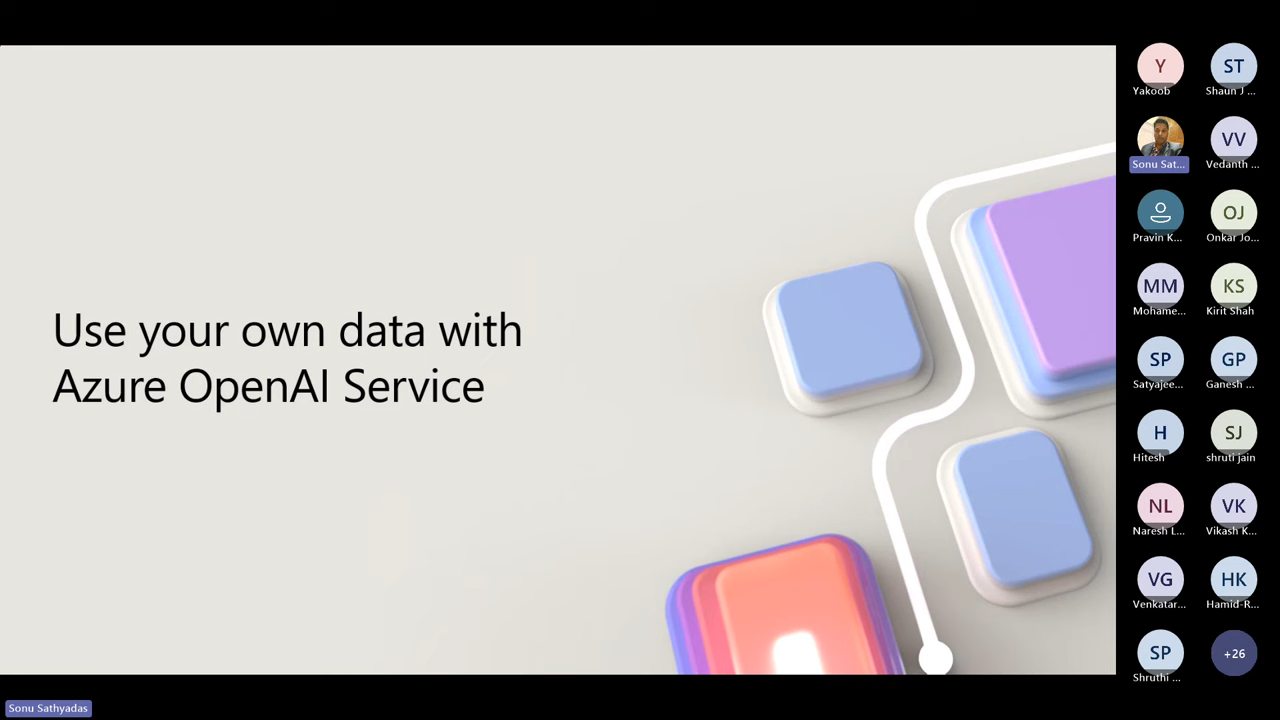 Use your own data with
Azure OpenAI Service
Y
Yakoob
ST
Shaun J ...
Sonu Sat...
VV
Vedanth ...
Pravin K...
OJ
Onkar Jo...
MM
Mohame...
KS
Kirit Shah
SP
Satyajee...
GP
Ganesh ...
H
Hitesh
SJ
shruti jain
NL
Naresh L...
VK
Vikash K...
VG
Venkatar...
HK
Hamid-R...
SP
Shruthi ...
+26
Sonu Sathyadas